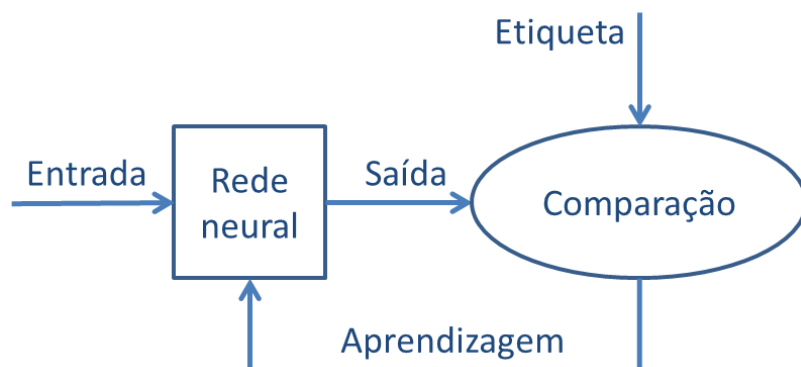 Etiqueta
Entrada
Rede
neural
Saída
Comparação
Aprendizagem